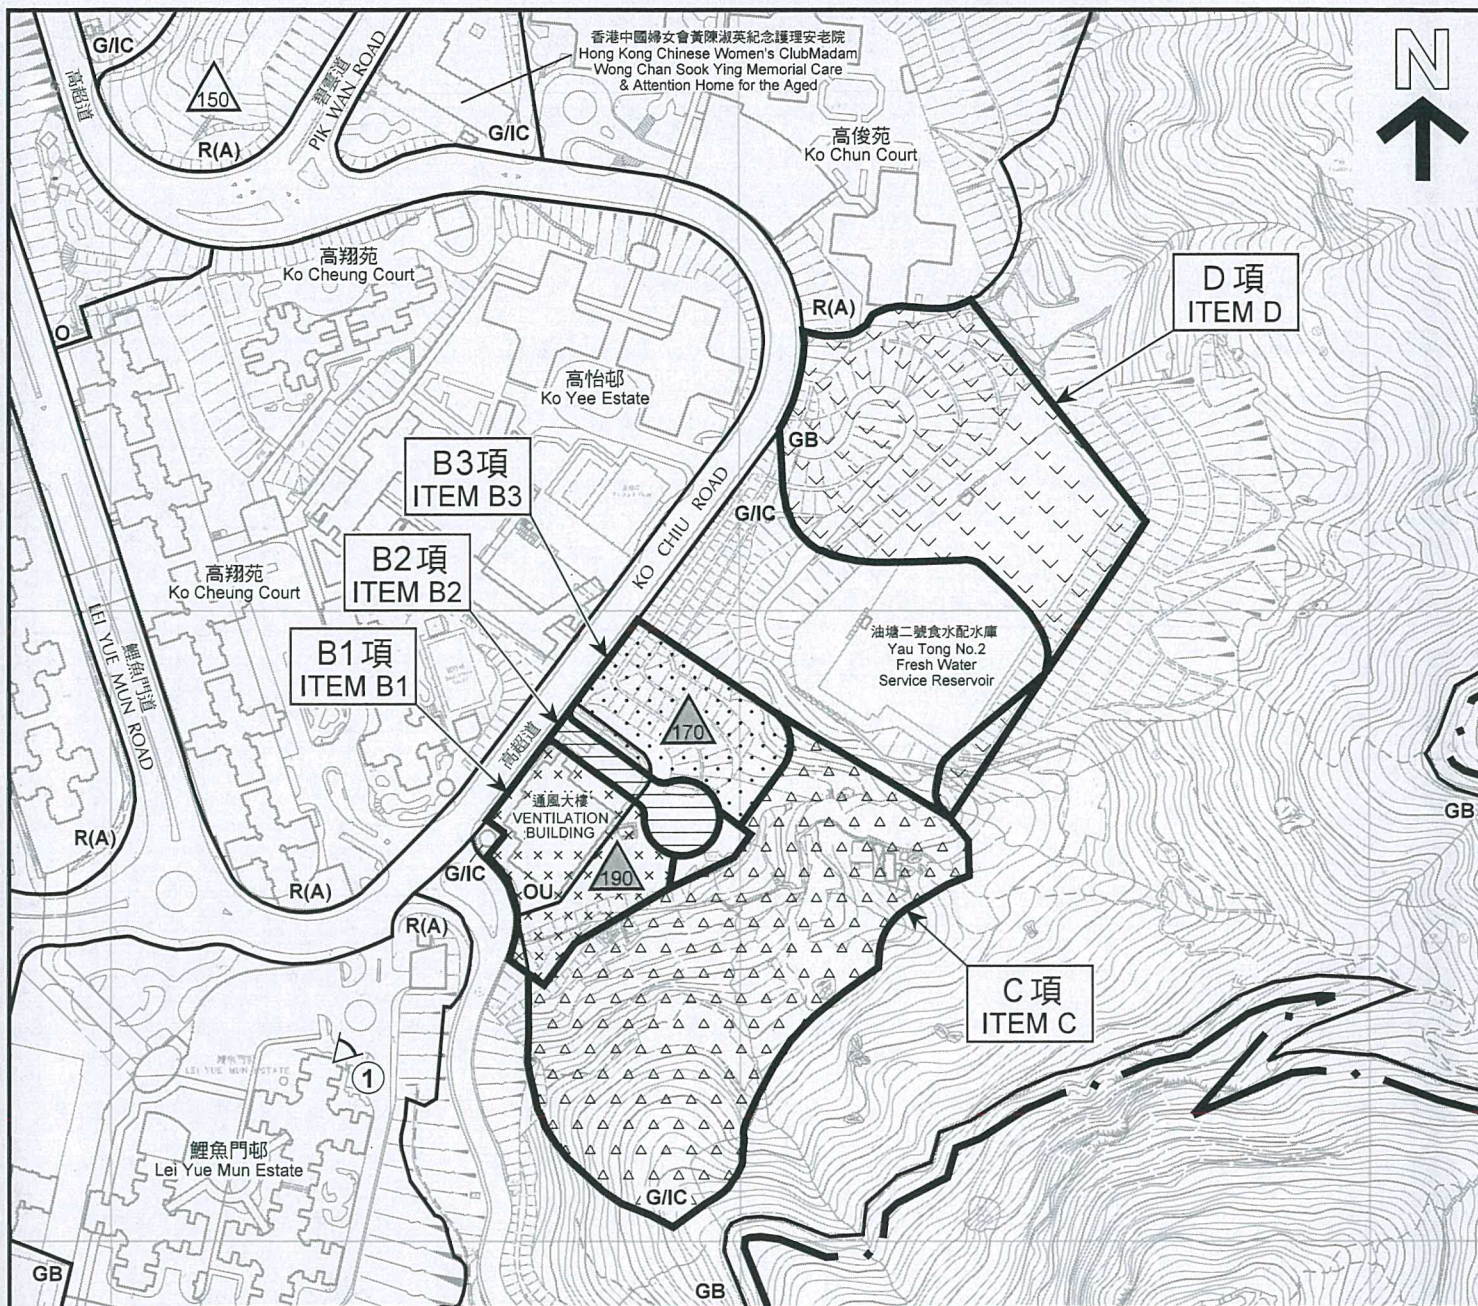 G/IC
高超道
150
R(A)
碧雲道
PIK WAN ROAD
香港中國婦女會黃陳淑英紀念護理安老院
Hong Kong Chinese Women's ClubMadam
Wong Chan Sook Ying Memorial Care
& Attention Home for the Aged
G/IC
高俊苑
Ko Chun Court
N
高翔苑
Ko Cheung Court
O
R(A)
D項
ITEM D
高怡邨
Ko Yee Estate
GB
B3項
ITEM B3
KO CHIU ROAD
G/IC
B2項
ITEM B2
高翔苑
Ko Cheung Court
油塘二號食水配水庫
Yau Tong No.2
Fresh Water
Service Reservoir
B1項
ITEM B1
鯉魚門道
LEI YUE MUN ROAD
高超道
170
通風大樓
VENTILATION
BUILDING
GB
R(A)
G/IC
190
OU
R(A)
R(A)
C項
ITEM C
LEI YUE MUN ESTATE
1
鯉魚門邨
Lei Yue Mun Estate
G/IC
GB
GB